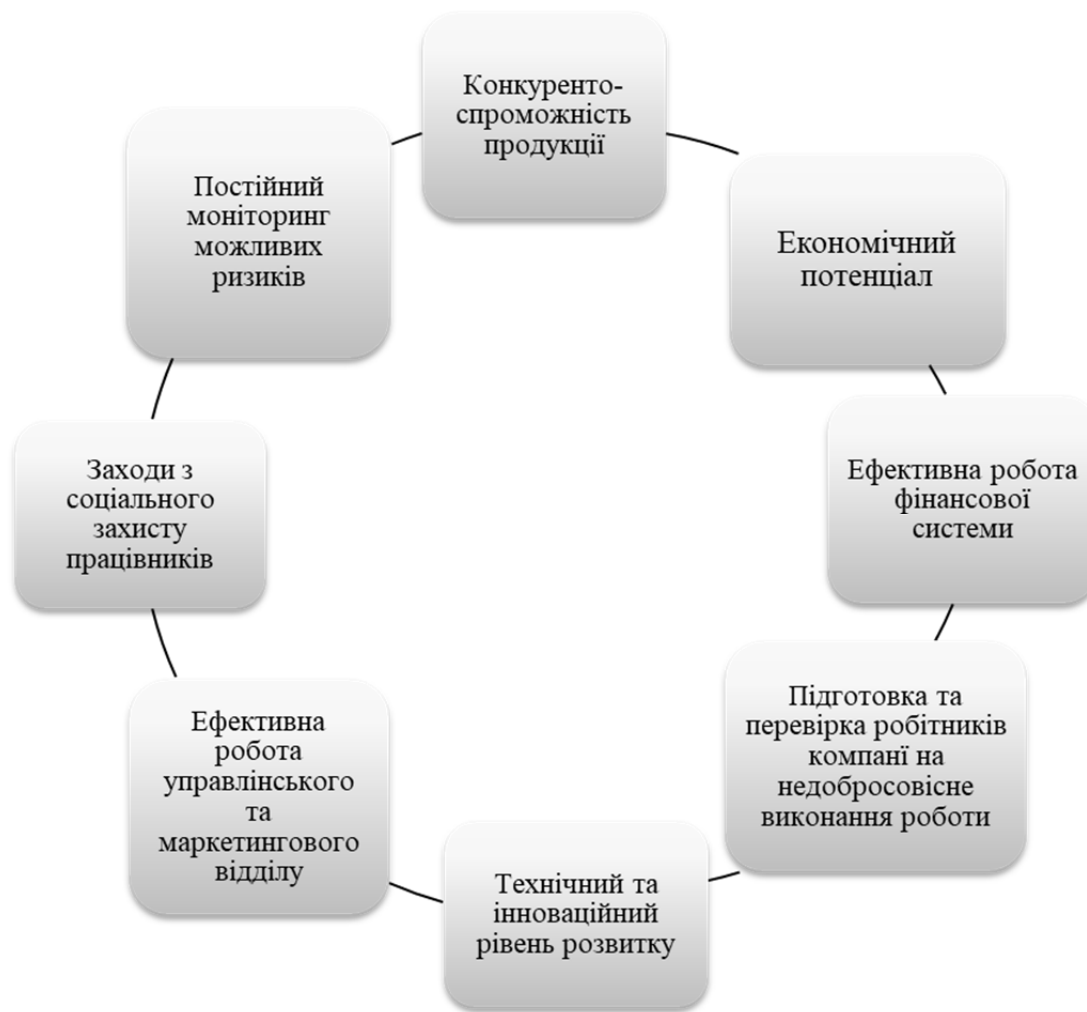 Конкуренто-
спроможність
продукції
Економічний
потенціал
Ефективна робота
фінансової
системи
Підготовка та
перевірка робітників
компані на
недобросовісне
виконання роботи
Технічний та
інноваційний
рівень розвитку
Ефективна
робота
управлінського
та
маркетингового
відділу
Заходи з
соціального
захисту
працівників
Постійний
моніторинг
можливих
ризиків